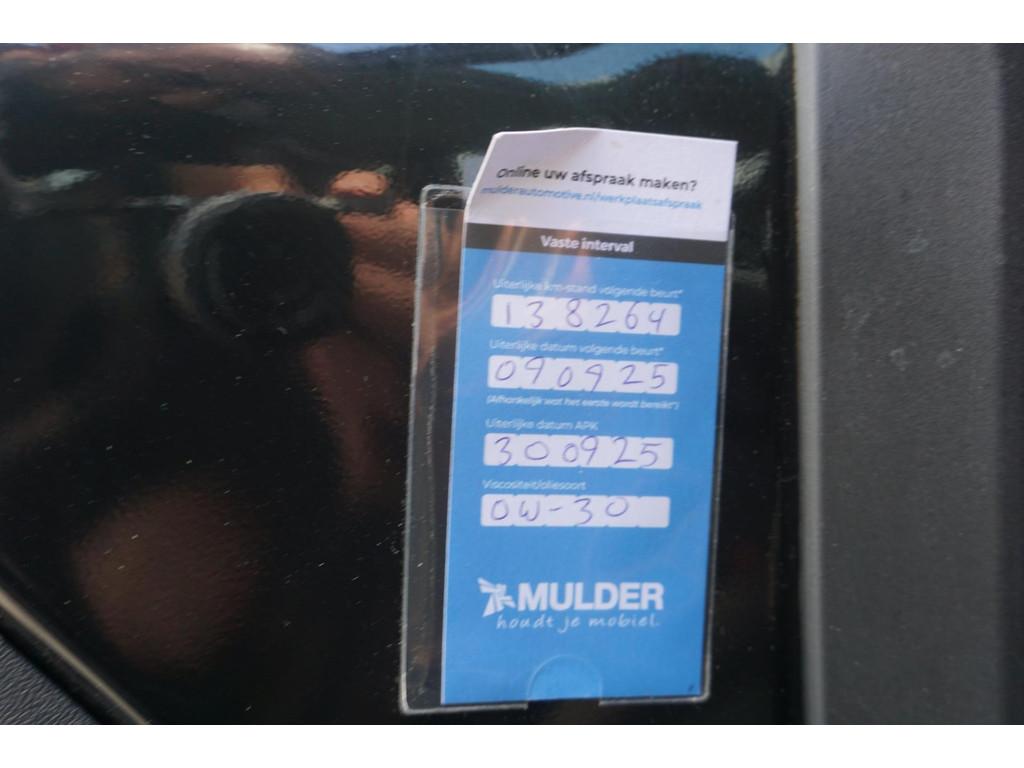 Online uw afspraak maken?
mulderautomotive.nl/werkplaatsafspraak
Vaste interval
Uiterlijke km-stand volgende beurt*
138264
Uiterlijke datum volgende beurt*
090925
(Afhankelijk wat het eerste wordt bereikt*)
Uiterlijke datum APK
300925
Viscositeit/oliesoort
0W-30
MULDER
houdt je mobiel.